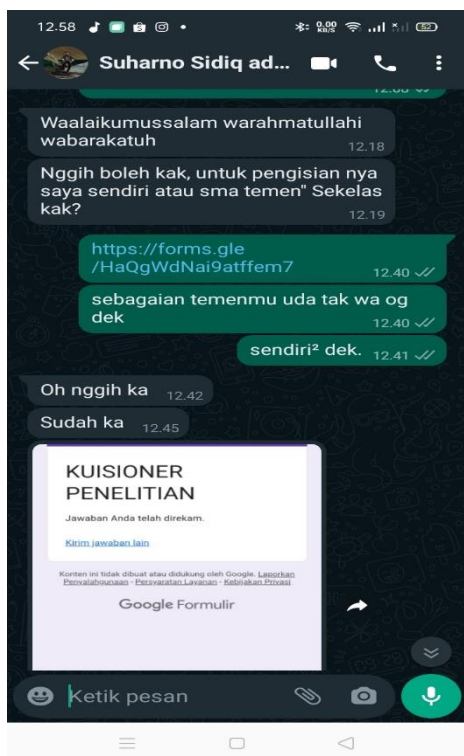 12.58
0.00 KB/S
52
Suharno Sidiq ad...
Waalaikumussalam warahmatullahi
wabarakatuh
12.18
Nggih boleh kak, untuk pengisian nya
saya sendiri atau sma temen" Sekelas
kak?
12.19
https://forms.gle
/HaQgWdNai9atffem7
12.40
sebagaian temenmu uda tak wa og
dek
12.40
sendiri² dek. 12.41
Oh nggih ka 12.42
Sudah ka 12.45
KUISIONER
PENELITIAN
Jawaban Anda telah direkam.
Kirim jawaban lain
Konten ini tidak dibuat atau didukung oleh Google. Laporkan
Penyalahgunaan - Persyaratan Layanan - Kebijakan Privasi
Google Formulir
Ketik pesan